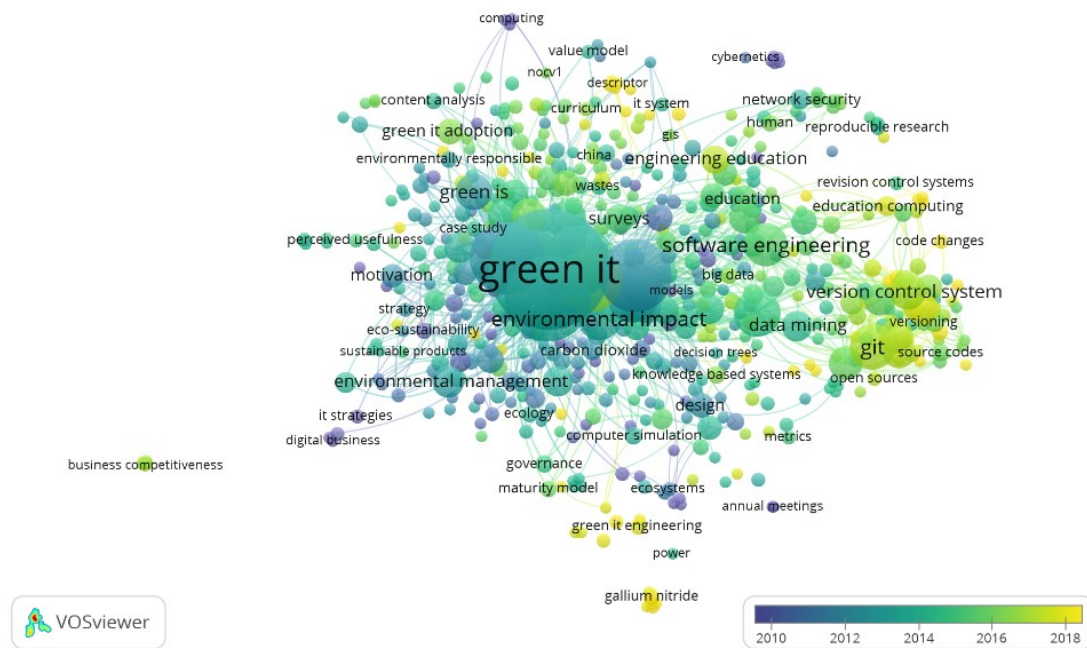 computing
value model
cybernetics
nocv1
descriptor
it system
content analysis
curriculum
network security
green it adoption
gis
human
reproducible research
environmentally responsible
china
engineering education
wastes
revision control systems
green is
education
education computing
case study
surveys
perceived usefulness
software engineering
code changes
green it
motivation
big data
models
version control system
strategy
environmental impact
data mining
versioning
eco-sustainability
git
sustainable products
carbon dioxide
decision trees
source codes
environmental management
knowledge based systems
open sources
it strategies
ecology
design
digital business
computer simulation
metrics
business competitiveness
governance
maturity model
ecosystems
annual meetings
green it engineering
power
gallium nitride
VOSviewer
2010 2012 2014 2016 2018